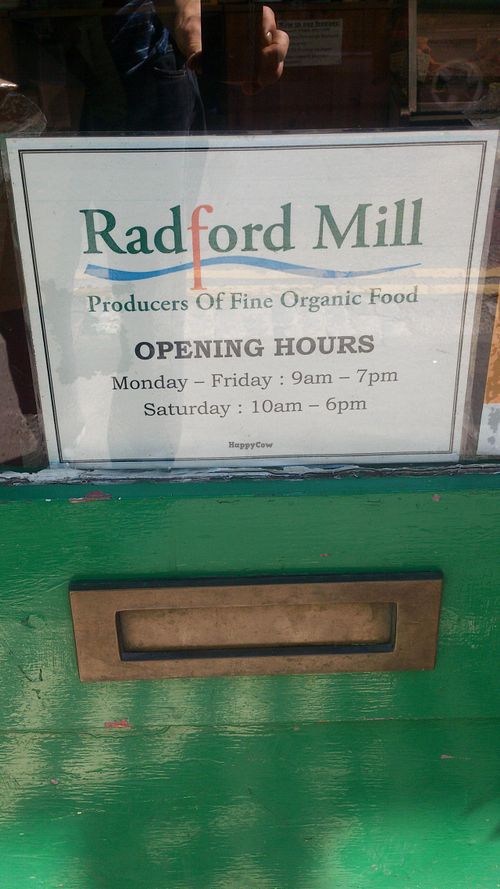 Radford Mill
Producers Of Fine Organic Food
OPENING HOURS
Monday – Friday : 9am – 7pm
Saturday : 10am – 6pm
HappyCow